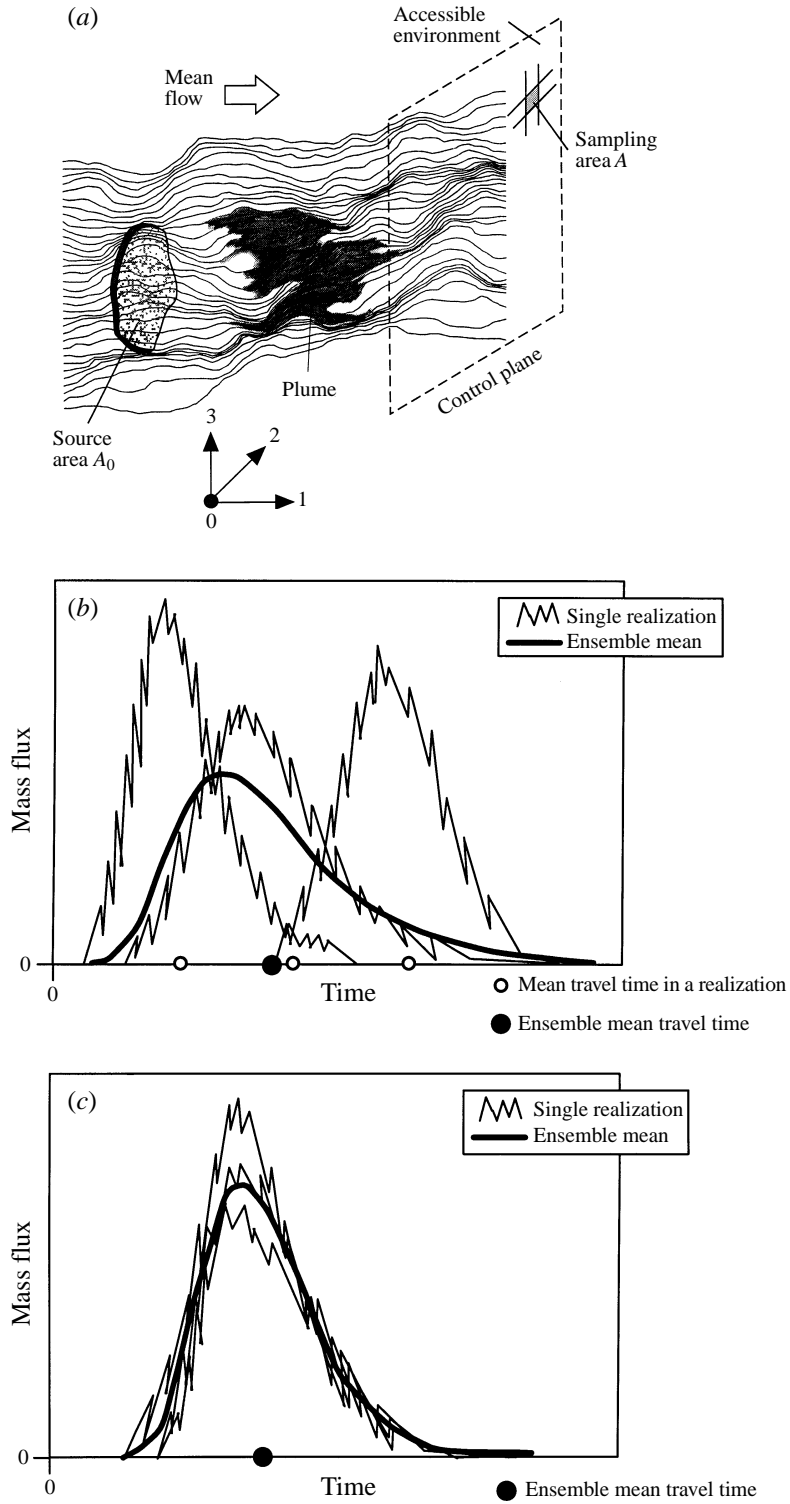 (a)
Accessible
environment
Mean
flow
Sampling
area A
Plume
Control plane
Source
area A0
3
2
1
0
(b)
Single realization
Ensemble mean
Mass flux
0
0
Time
Mean travel time in a realization
Ensemble mean travel time
(c)
Single realization
Ensemble mean
Mass flux
0
0
Time
Ensemble mean travel time